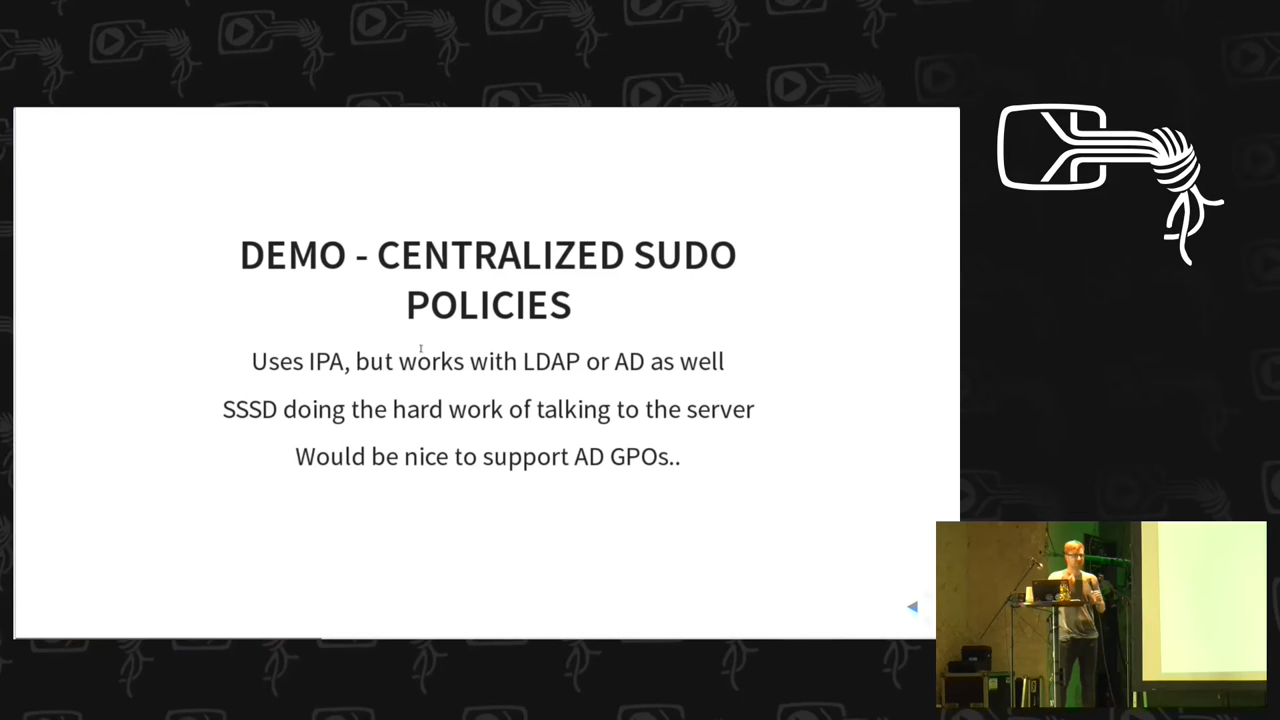 DEMO - CENTRALIZED SUDO
POLICIES
Uses IPA, but works with LDAP or AD as well
SSSD doing the hard work of talking to the server
Would be nice to support AD GPOs..